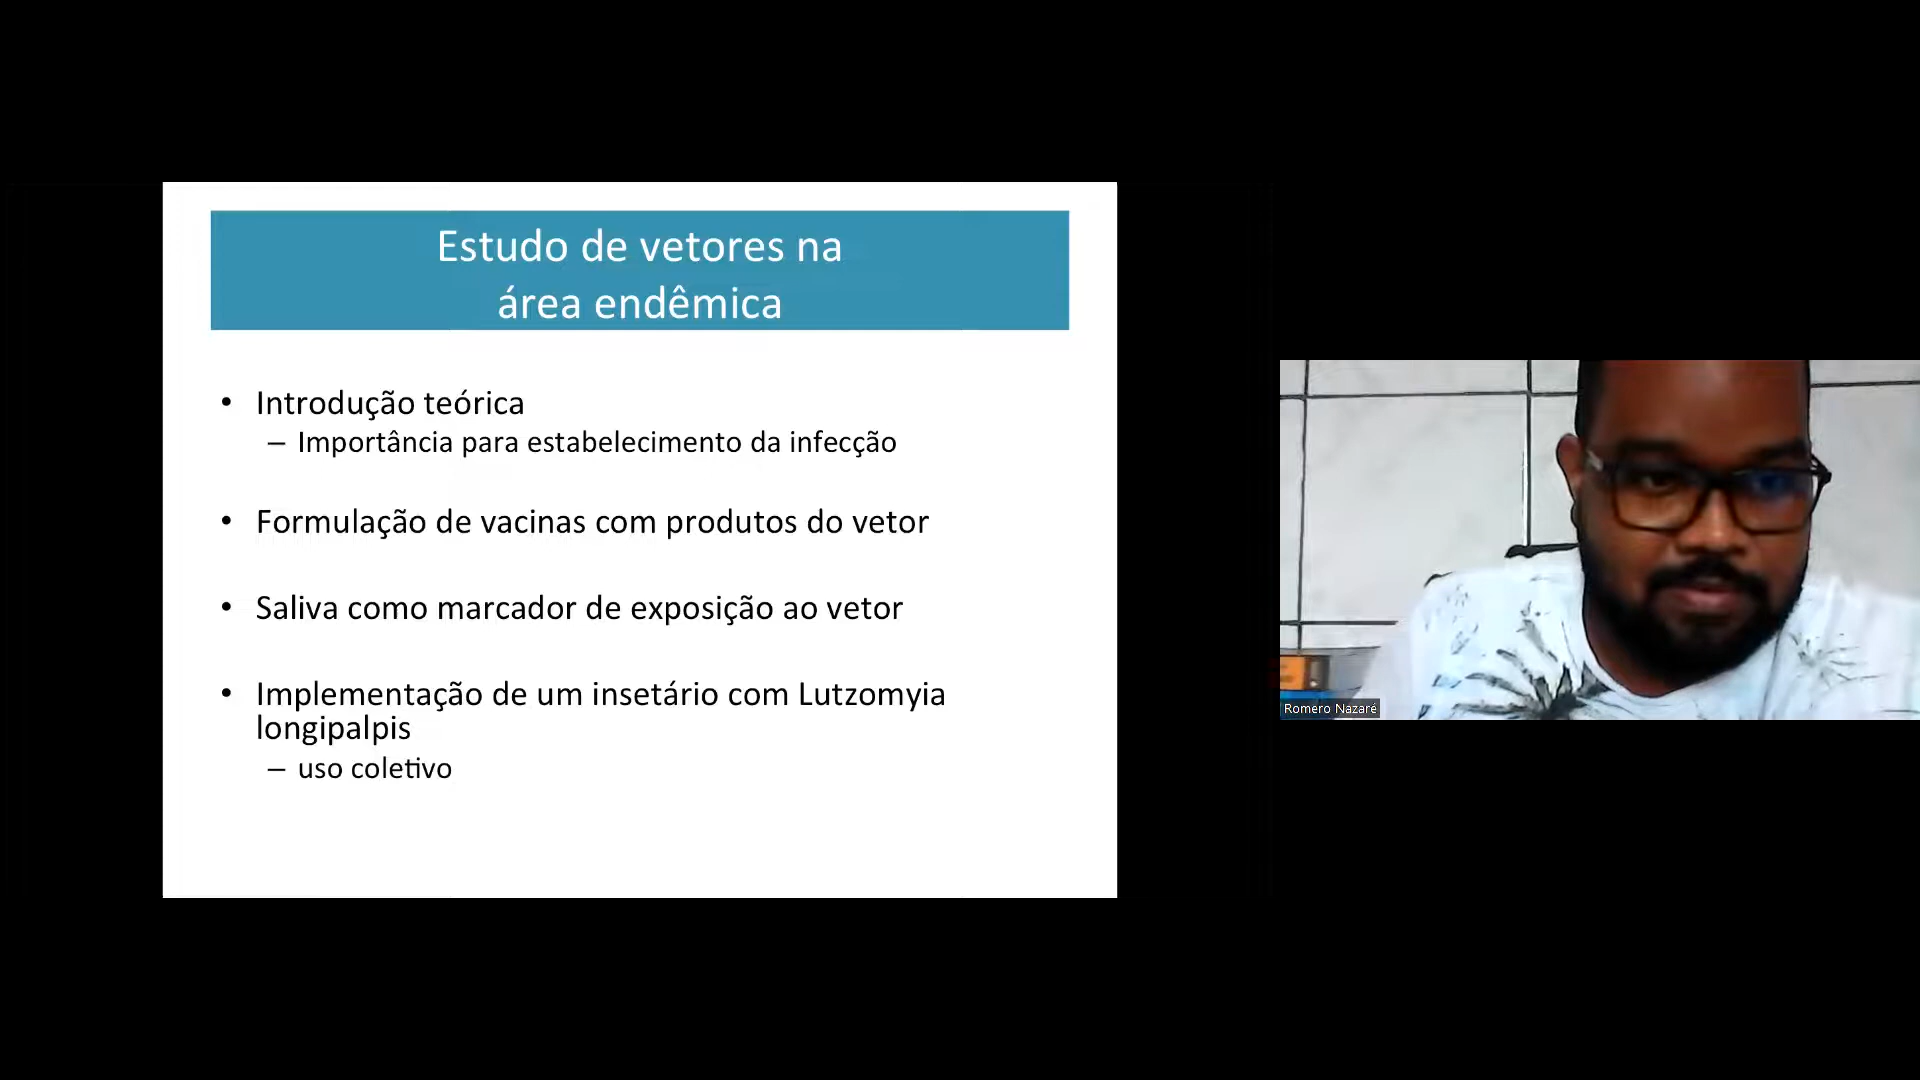 Estudo de vetores na
área endêmica
• Introdução teórica
– Importância para estabelecimento da infecção
• Formulação de vacinas com produtos do vetor
• Saliva como marcador de exposição ao vetor
• Implementação de um insetário com Lutzomyia
longipalpis
– uso coletivo
Romero Nazaré